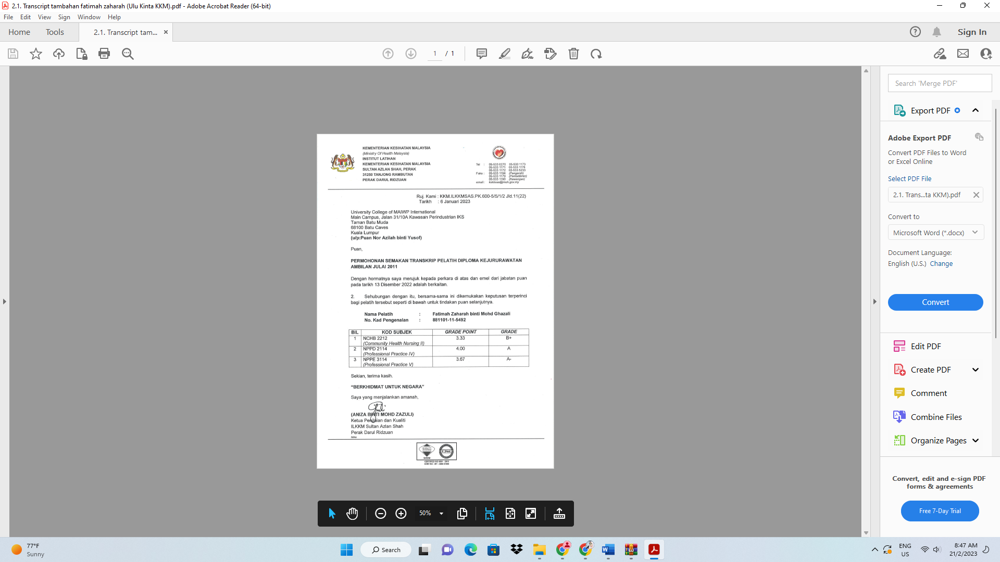 2.1. Transcript tambahan fatimah zaharah (Ulu Kinta KKM).pdf - Adobe Acrobat Reader (64-bit)
File Edit View Sign Window Help
Home Tools 2.1. Transcript tam... Sign In
1 / 1
KEMENTERIAN KESIHATAN MALAYSIA
(Ministry Of Health Malaysia)
INSTITUT LATIHAN
KEMENTERIAN KESIHATAN MALAYSIA
SULTAN AZLAN SHAH, PERAK
31250 TANJONG RAMBUTAN
PERAK DARUL RIDZUAN
Tel : 05-533 0270 05-533 1173
05-533 1171 05-533 1176
05-533 1172 05-533 5233
Faks : 05-533 1194 (Pengarah)
05-533 1179 (Pentadbiran)
05-533 1190 (Kewangan)
email : kskbsas@moh.gov.my
Ruj. Kami : KKM.ILKKMSAS.PK.600-5/5/1/2 Jld.11(22)
Tarikh : 6 Januari 2023
University College of MAIWP International
Main Campus, Jalan 31/10A Kawasan Perindustrian IKS
Taman Batu Muda
68100 Batu Caves
Kuala Lumpur
(u/p:Puan Nor Azilah binti Yusof)
Puan,
PERMOHONAN SEMAKAN TRANSKRIP PELATIH DIPLOMA KEJURURAWATAN
AMBILAN JULAI 2011
Dengan hormatnya saya merujuk kepada perkara di atas dan emel dari jabatan puan
pada tarikh 13 Disember 2022 adalah berkaitan.
2. Sehubungan dengan itu, bersama-sama ini dikemukakan keputusan terperinci
bagi pelatih tersebut seperti di bawah untuk tindakan puan selanjutnya.
Nama Pelatih : Fatimah Zaharah binti Mohd Ghazali
No. Kad Pengenalan : 881101-11-5492
BIL KOD SUBJEK GRADE POINT GRADE
1 NCHB 2212 3.33 B+
(Community Health Nursing II)
2 NPPD 2114 4.00 A
(Professional Practice IV)
3 NPPE 3114 3.67 A-
(Professional Practice V)
Sekian, terima kasih.
“BERKHIDMAT UNTUK NEGARA”
Saya yang menjalankan amanah,
(ANIZA BINTI MOHD ZAZULI)
Ketua Penilaian dan Kualiti
ILKKM Sultan Azlan Shah
Perak Darul Ridzuan
QUALITY
SYSTEM
SIRIM
IQNet
CERTIFIED ISO 9001 : 2015
50%
Search 'Merge PDF'
Export PDF
Adobe Export PDF
Convert PDF Files to Word
or Excel Online
Select PDF File
2.1. Trans...ta KKM).pdf
Convert to
Microsoft Word (*.docx)
Document Language:
English (U.S.) Change
Convert
Edit PDF
Create PDF
Comment
Combine Files
Organize Pages
Convert, edit and e-sign PDF
forms & agreements
Free 7-Day Trial
77°F
Sunny
Search
ENG
US
8:47 AM
21/2/2023